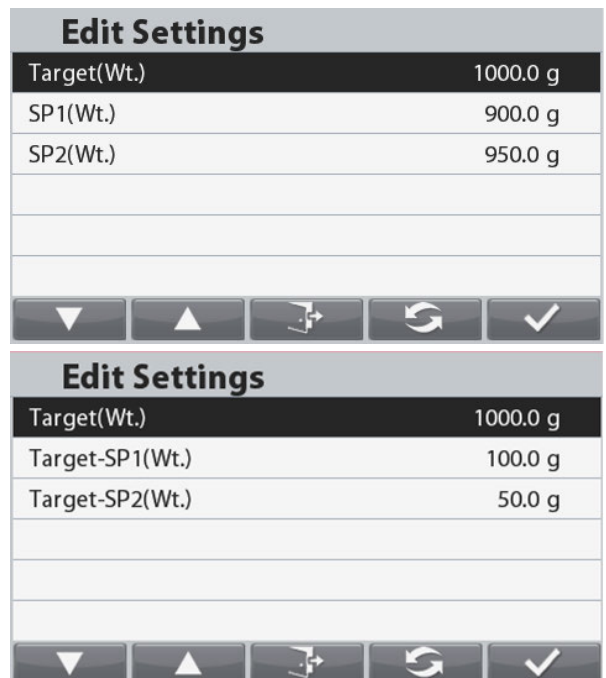 Edit Settings
Target(Wt.) 1000.0 g
SP1(Wt.) 900.0 g
SP2(Wt.) 950.0 g
Edit Settings
Target(Wt.) 1000.0 g
Target-SP1(Wt.) 100.0 g
Target-SP2(Wt.) 50.0 g